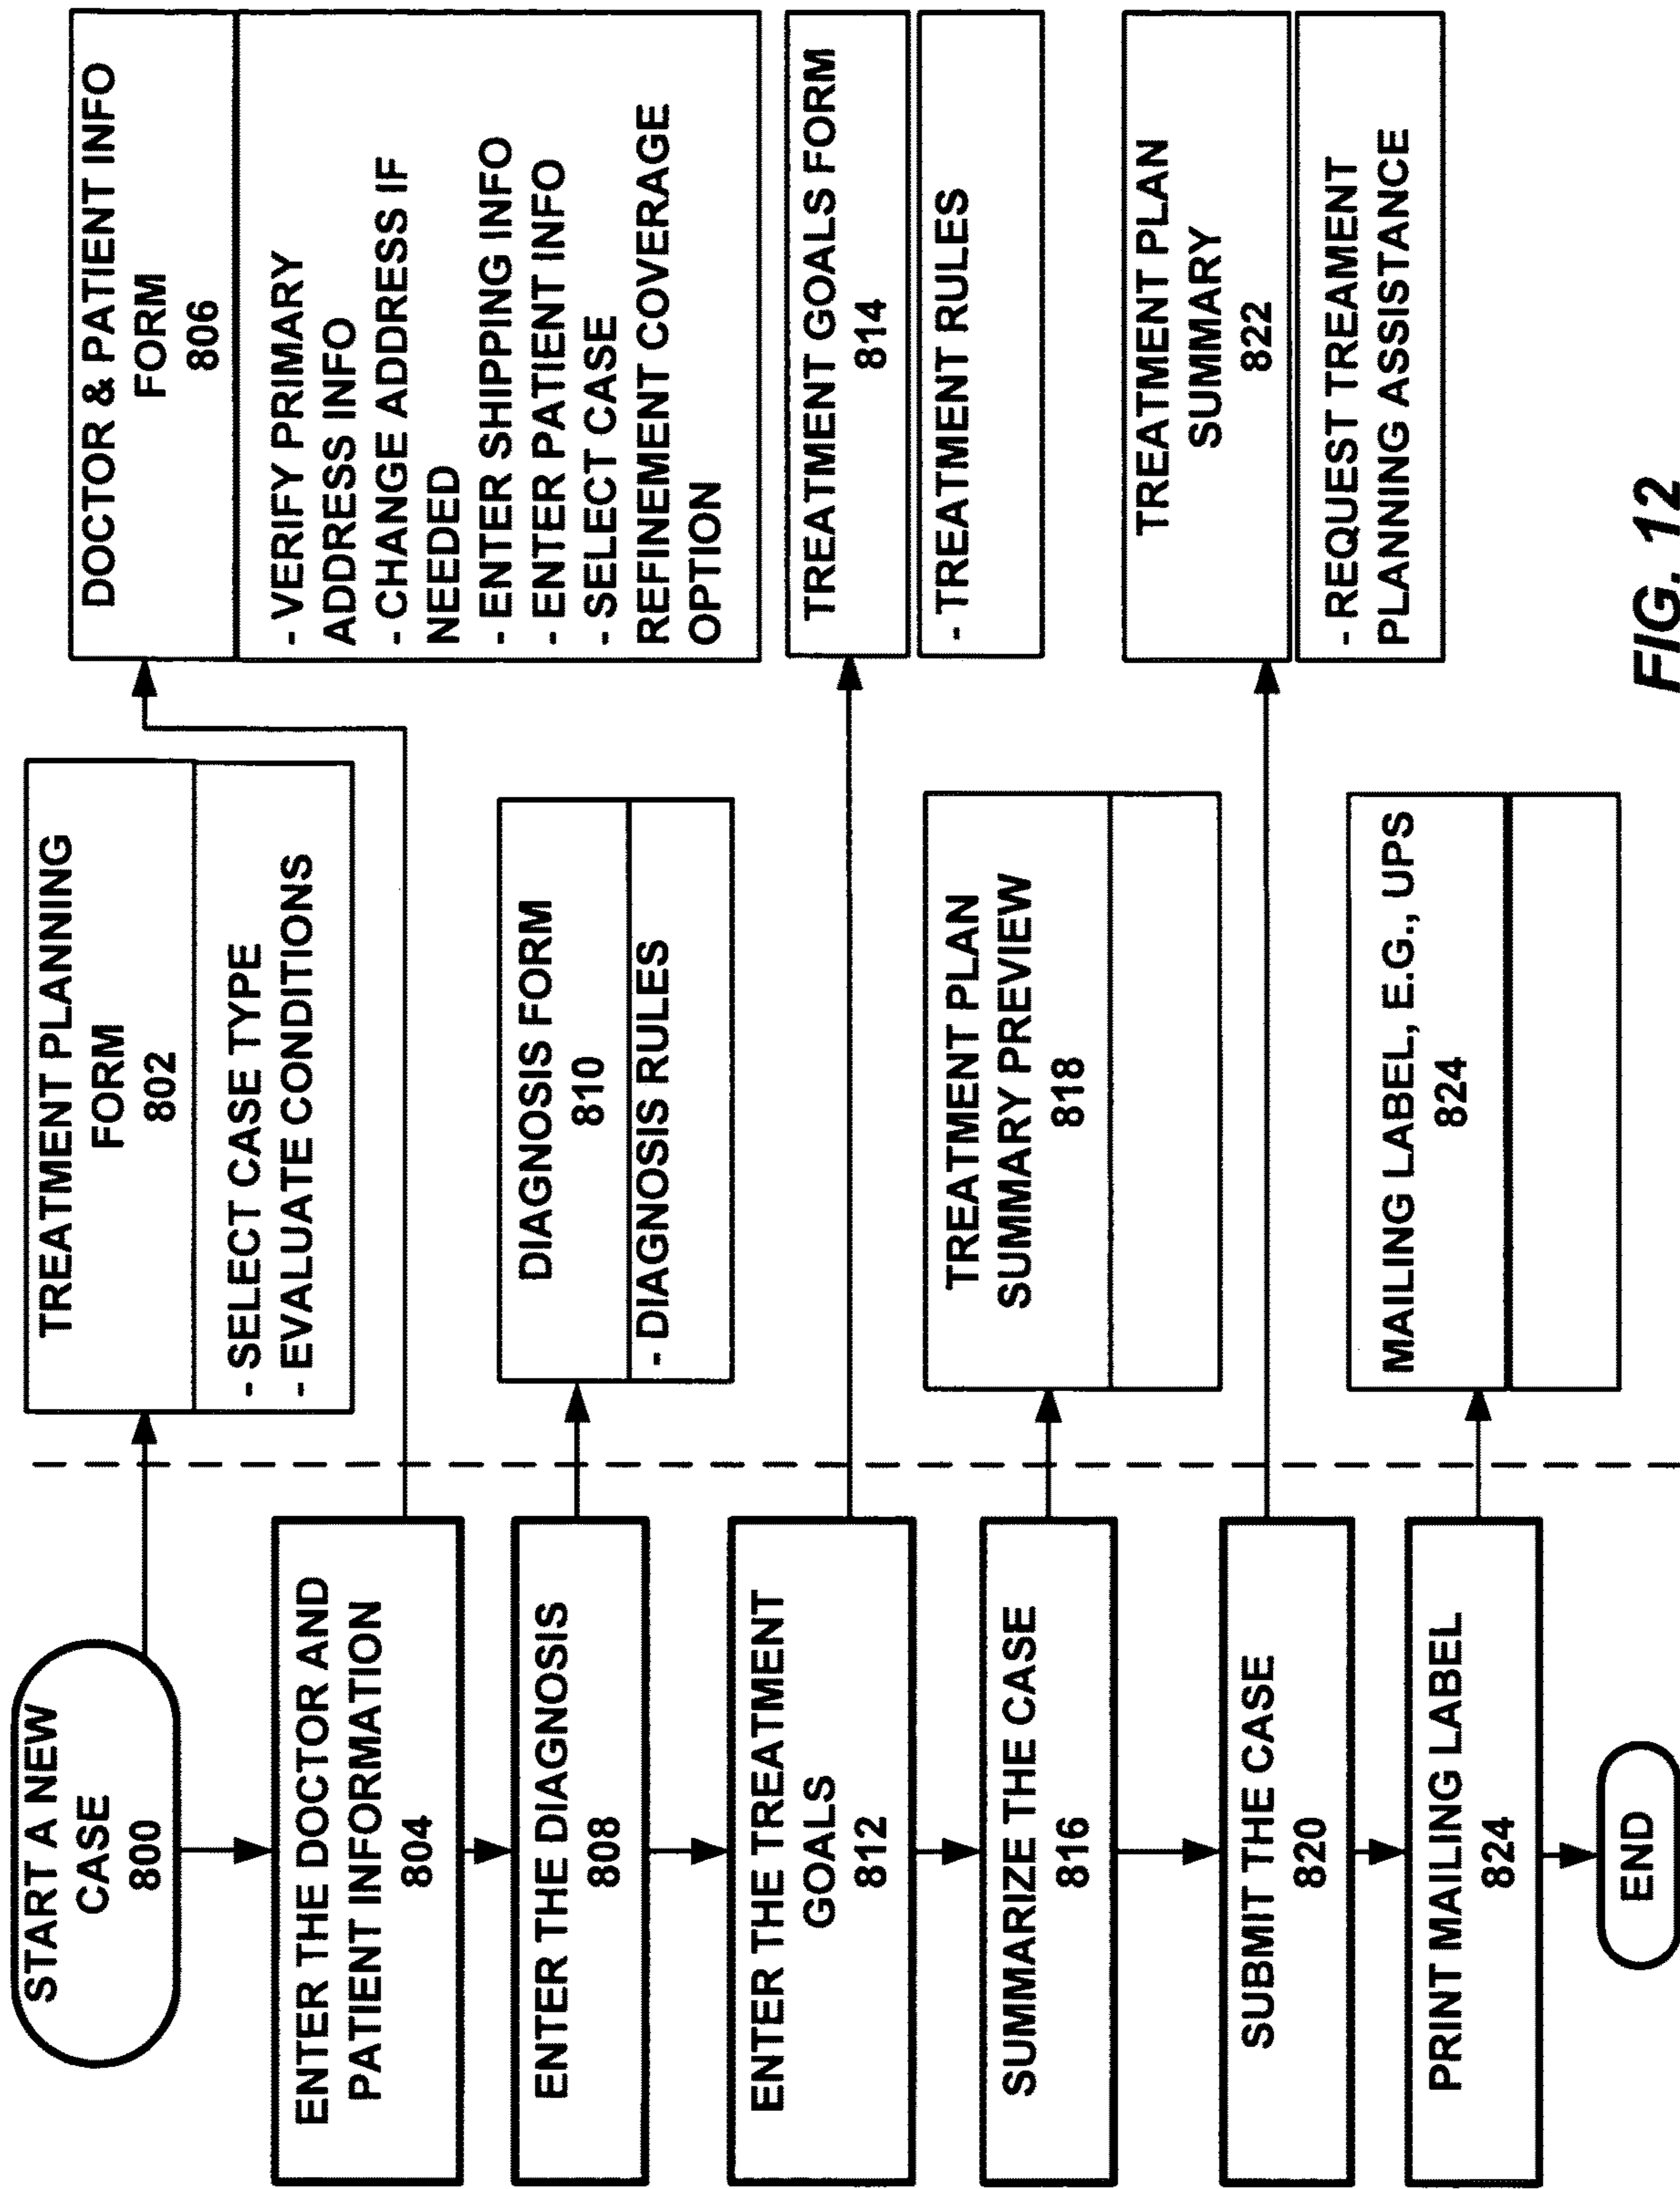 START A NEW
CASE
800
TREATMENT PLANNING
FORM
802
- SELECT CASE TYPE
- EVALUATE CONDITIONS
DOCTOR & PATIENT INFO
FORM
806
- VERIFY PRIMARY
ADDRESS INFO
- CHANGE ADDRESS IF
NEEDED
- ENTER SHIPPING INFO
- ENTER PATIENT INFO
- SELECT CASE
REFINEMENT COVERAGE
OPTION
ENTER THE DOCTOR AND
PATIENT INFORMATION
804
ENTER THE DIAGNOSIS
808
DIAGNOSIS FORM
810
- DIAGNOSIS RULES
ENTER THE TREATMENT
GOALS
812
TREATMENT GOALS FORM
814
- TREATMENT RULES
SUMMARIZE THE CASE
816
TREATMENT PLAN
SUMMARY PREVIEW
818
SUBMIT THE CASE
820
TREATMENT PLAN
SUMMARY
822
- REQUEST TREAMENT
PLANNING ASSISTANCE
PRINT MAILING LABEL
824
MAILING LABEL, E.G., UPS
824
END
FIG. 12